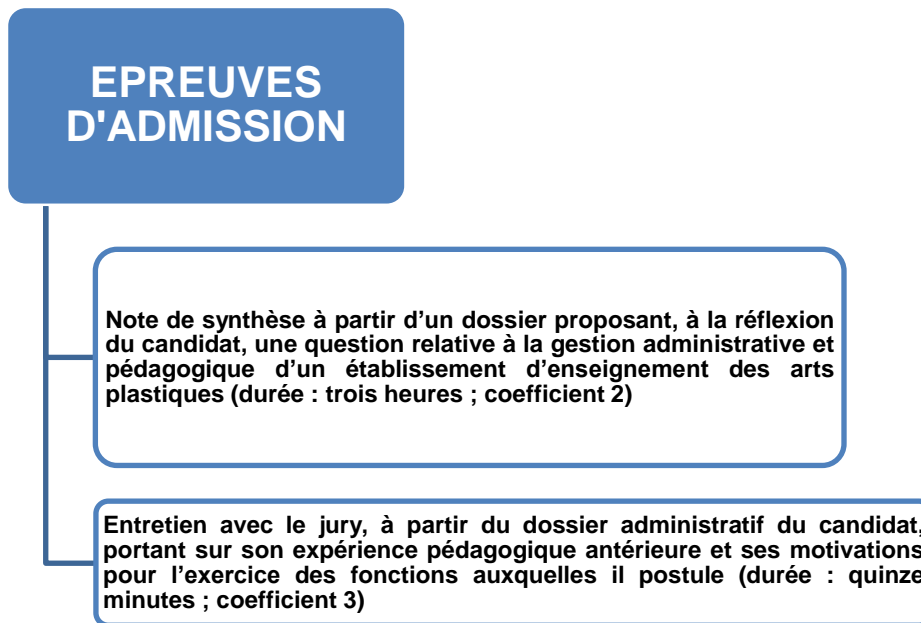 EPREUVES
D'ADMISSION
Note de synthèse à partir d’un dossier proposant, à la réflexion
du candidat, une question relative à la gestion administrative et
pédagogique d’un établissement d’enseignement des arts
plastiques (durée : trois heures ; coefficient 2)
Entretien avec le jury, à partir du dossier administratif du candidat,
portant sur son expérience pédagogique antérieure et ses motivations
pour l’exercice des fonctions auxquelles il postule (durée : quinze
minutes ; coefficient 3)